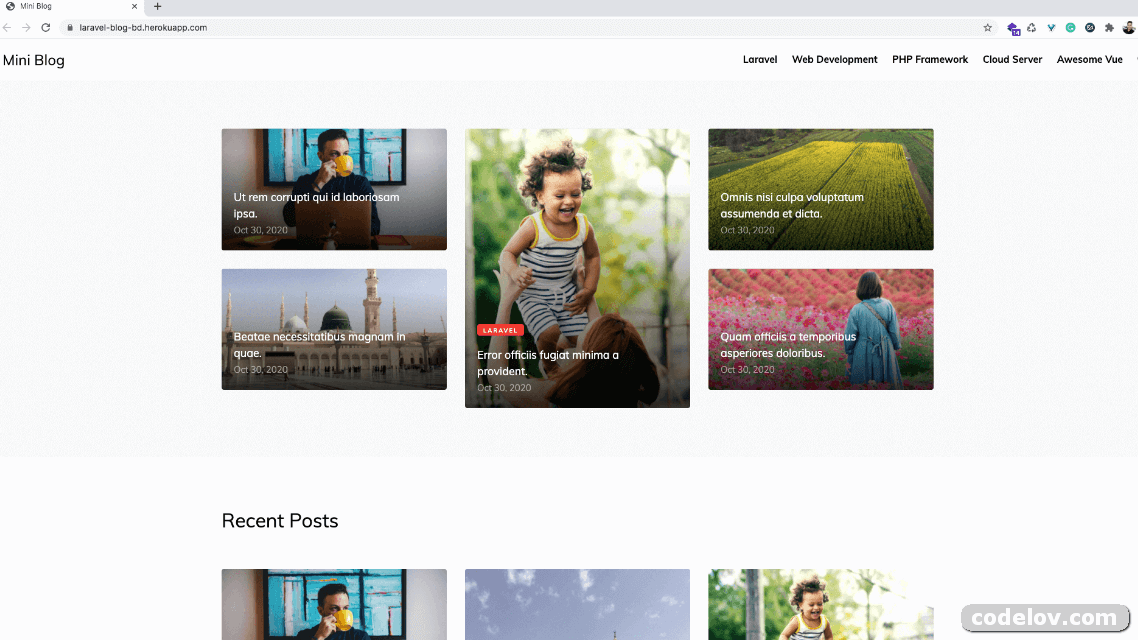 Mini Blog
laravel-blog-bd.herokuapp.com
14
Mini Blog
Laravel Web Development PHP Framework Cloud Server Awesome Vue
Ut rem corrupti qui id laboriosam
ipsa.
Oct 30, 2020
Beatae necessitatibus magnam in
quae.
Oct 30, 2020
LARAVEL
Error officiis fugiat minima a
provident.
Oct 30, 2020
Omnis nisi culpa voluptatum
assumenda et dicta.
Oct 30, 2020
Quam officiis a temporibus
asperiores doloribus.
Oct 30, 2020
Recent Posts
codelov.com